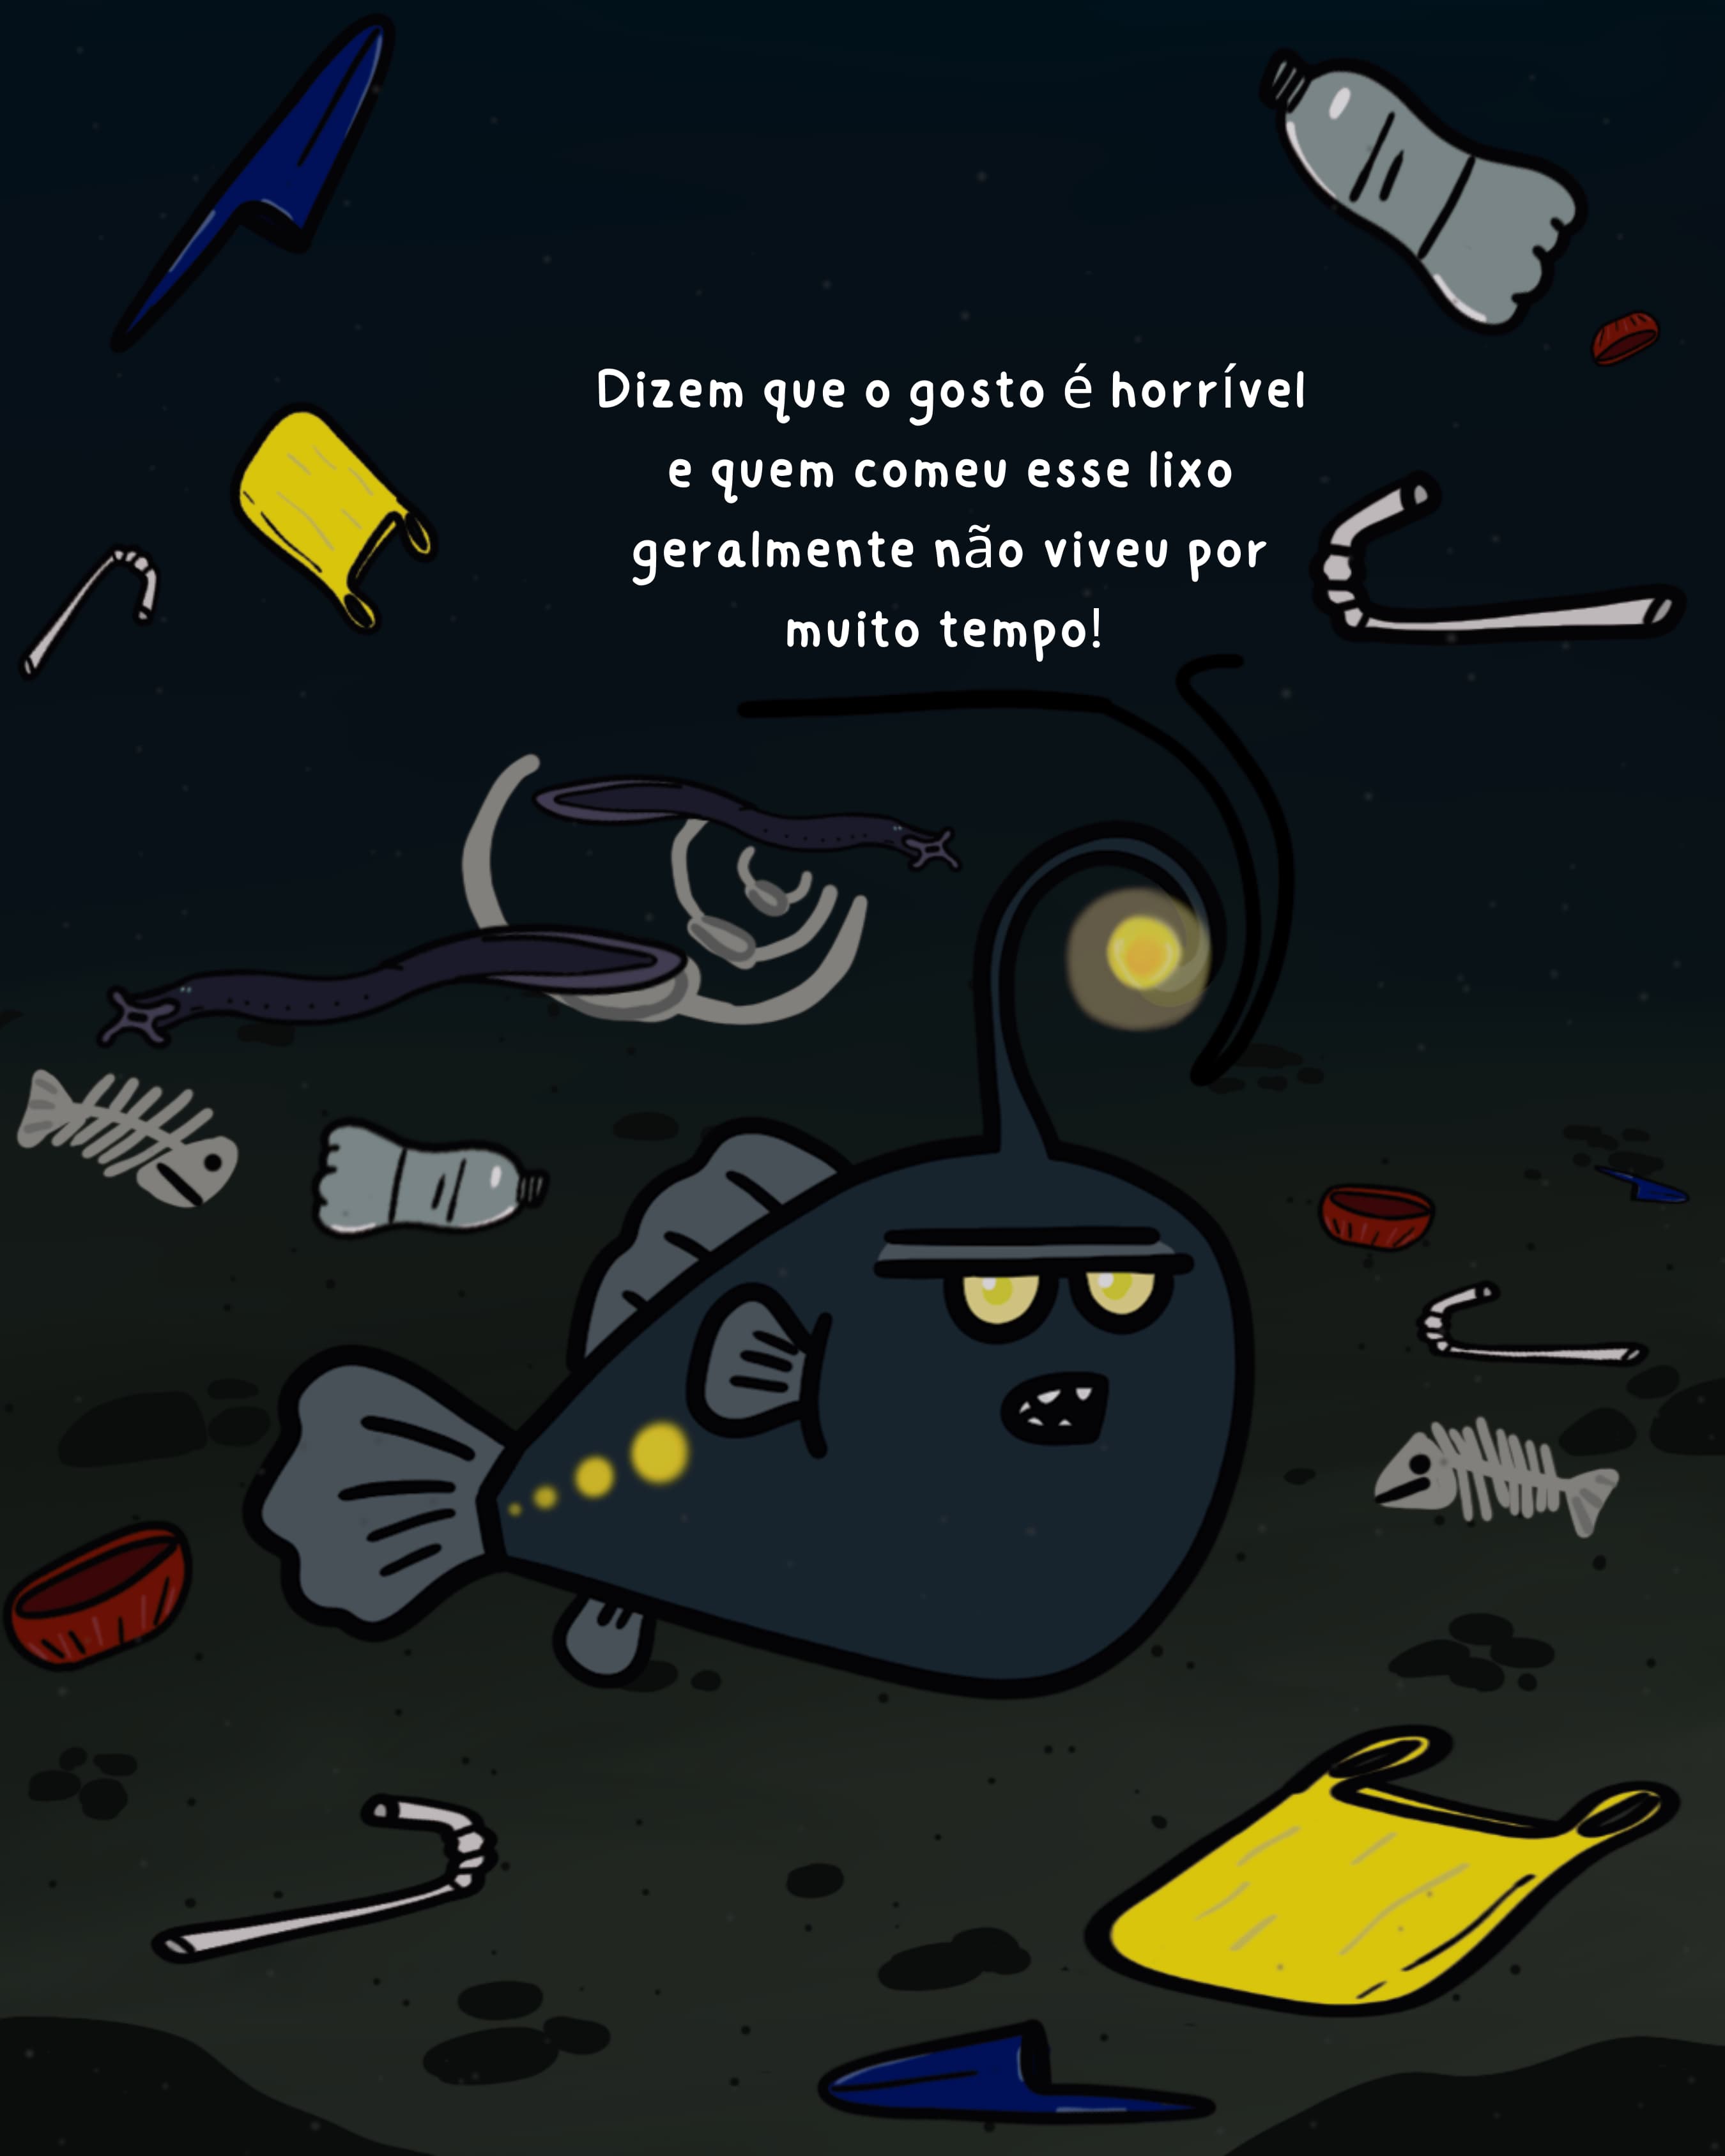 Dizem que o gosto é horrível
e quem comeu esse lixo
geralmente não viveu por
muito tempo!